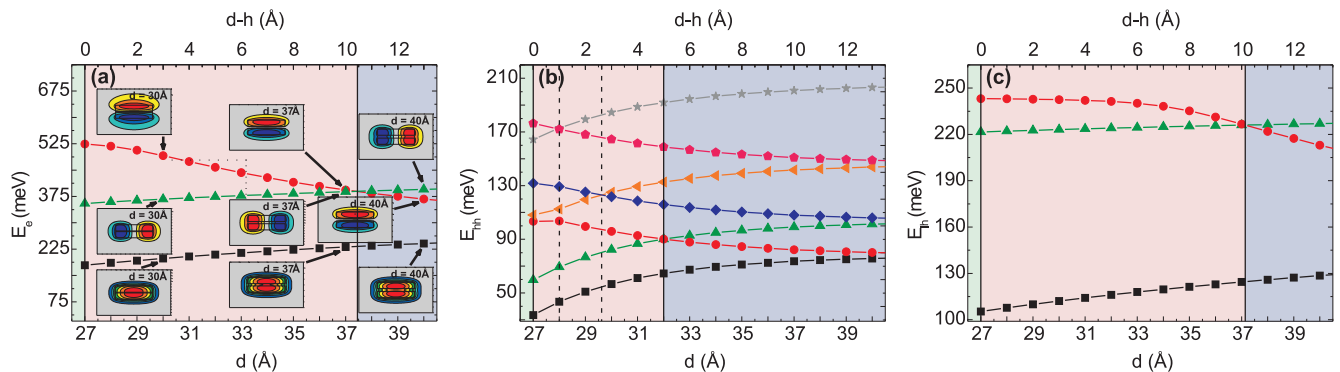 d-h (Å)
0 2 4 6 8 10 12
(a)
675
525
375
225
75
E_e (meV)
d = 30Å
d = 37Å
d = 40Å
d = 30Å
d = 37Å
d = 40Å
d = 30Å
d = 37Å
d = 40Å
27 29 31 33 35 37 39
d (Å)
d-h (Å)
0 2 4 6 8 10 12
(b)
210
170
130
90
50
E_hh (meV)
27 29 31 33 35 37 39
d (Å)
d-h (Å)
0 2 4 6 8 10 12
(c)
250
220
190
160
130
100
E_lh (meV)
27 29 31 33 35 37 39
d (Å)